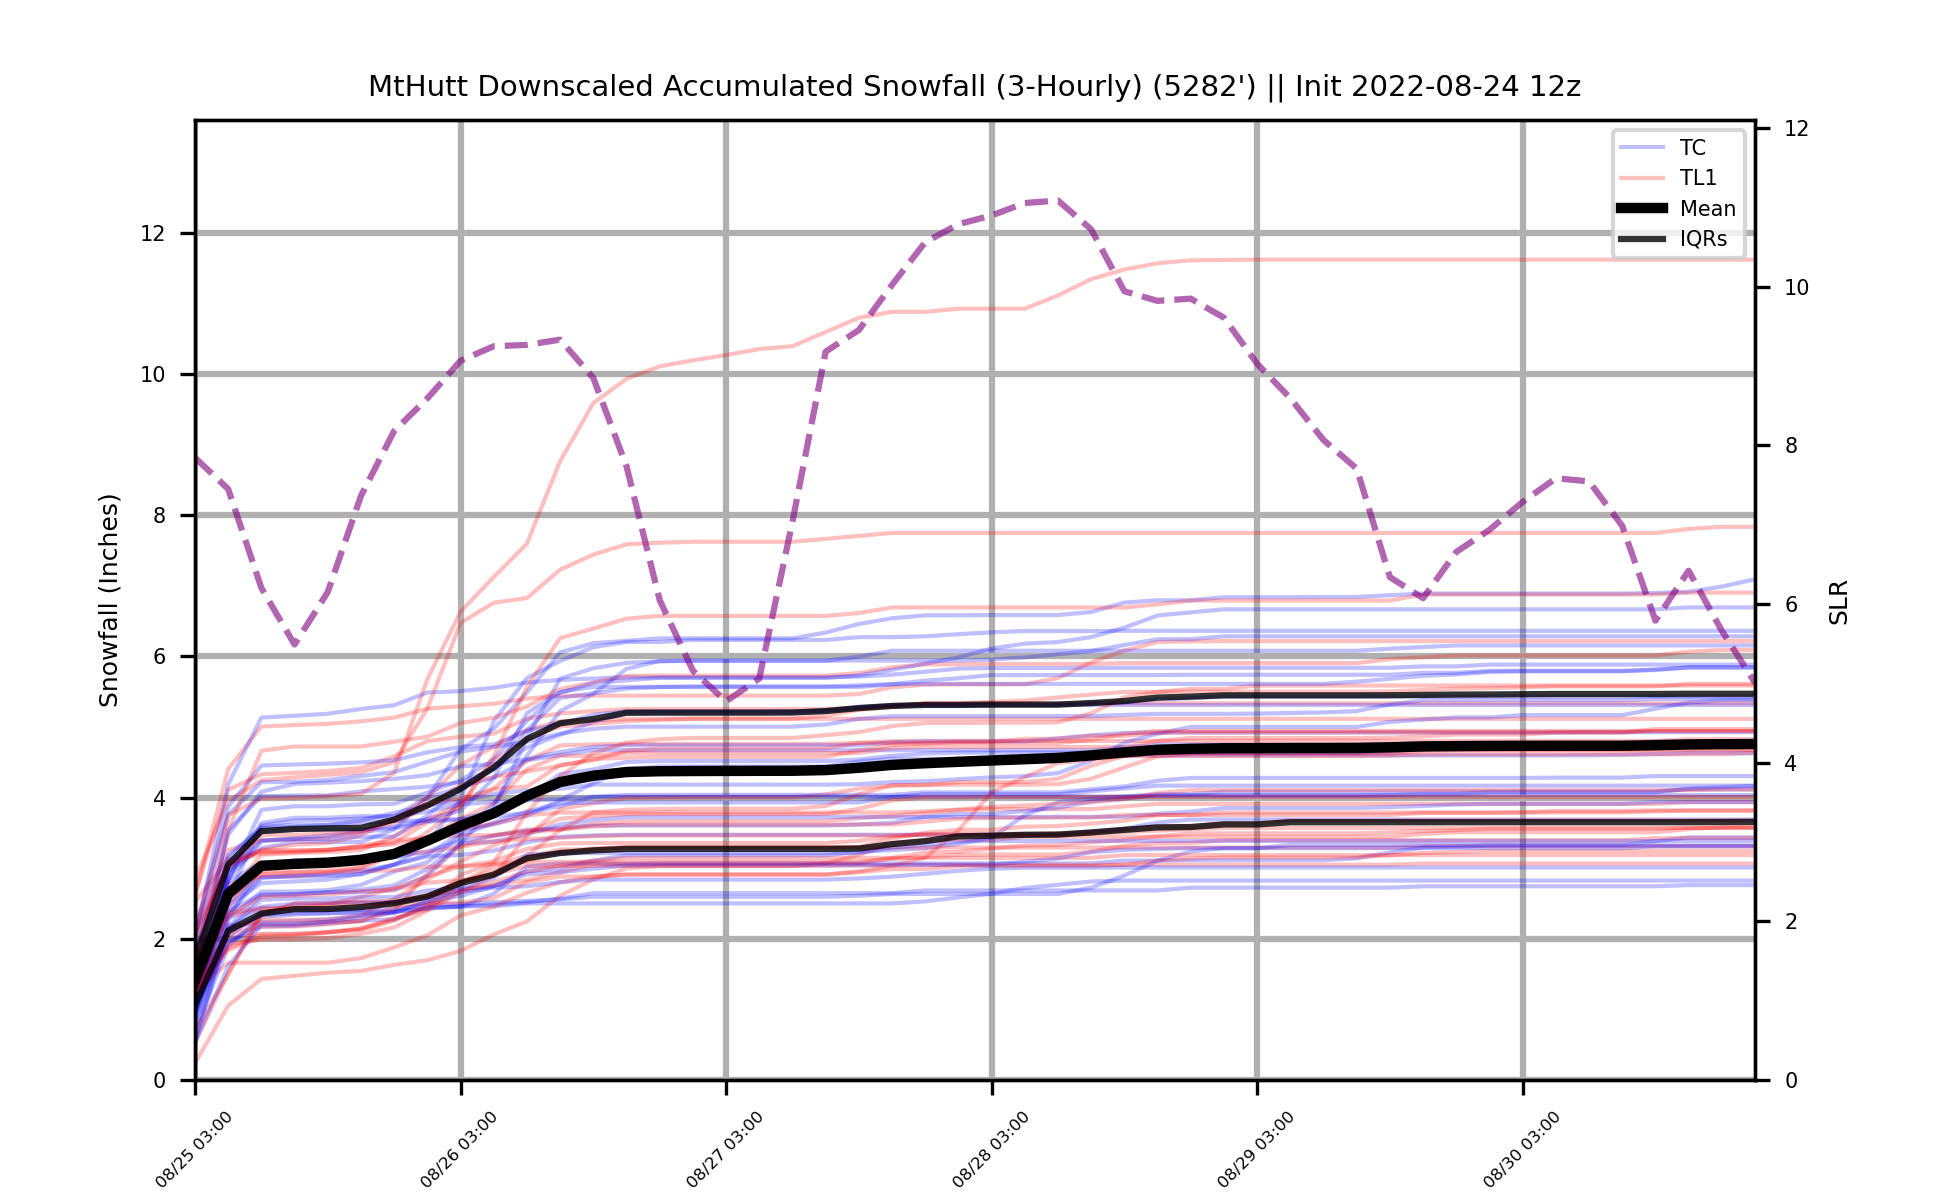 MtHutt Downscaled Accumulated Snowfall (3-Hourly) (5282') || Init 2022-08-24 12z
TC
TL1
Mean
IQRs
Snowfall (Inches)
12
10
8
6
4
2
0
SLR
12
10
8
6
4
2
0
08/25 03:00
08/26 03:00
08/27 03:00
08/28 03:00
08/29 03:00
08/30 03:00